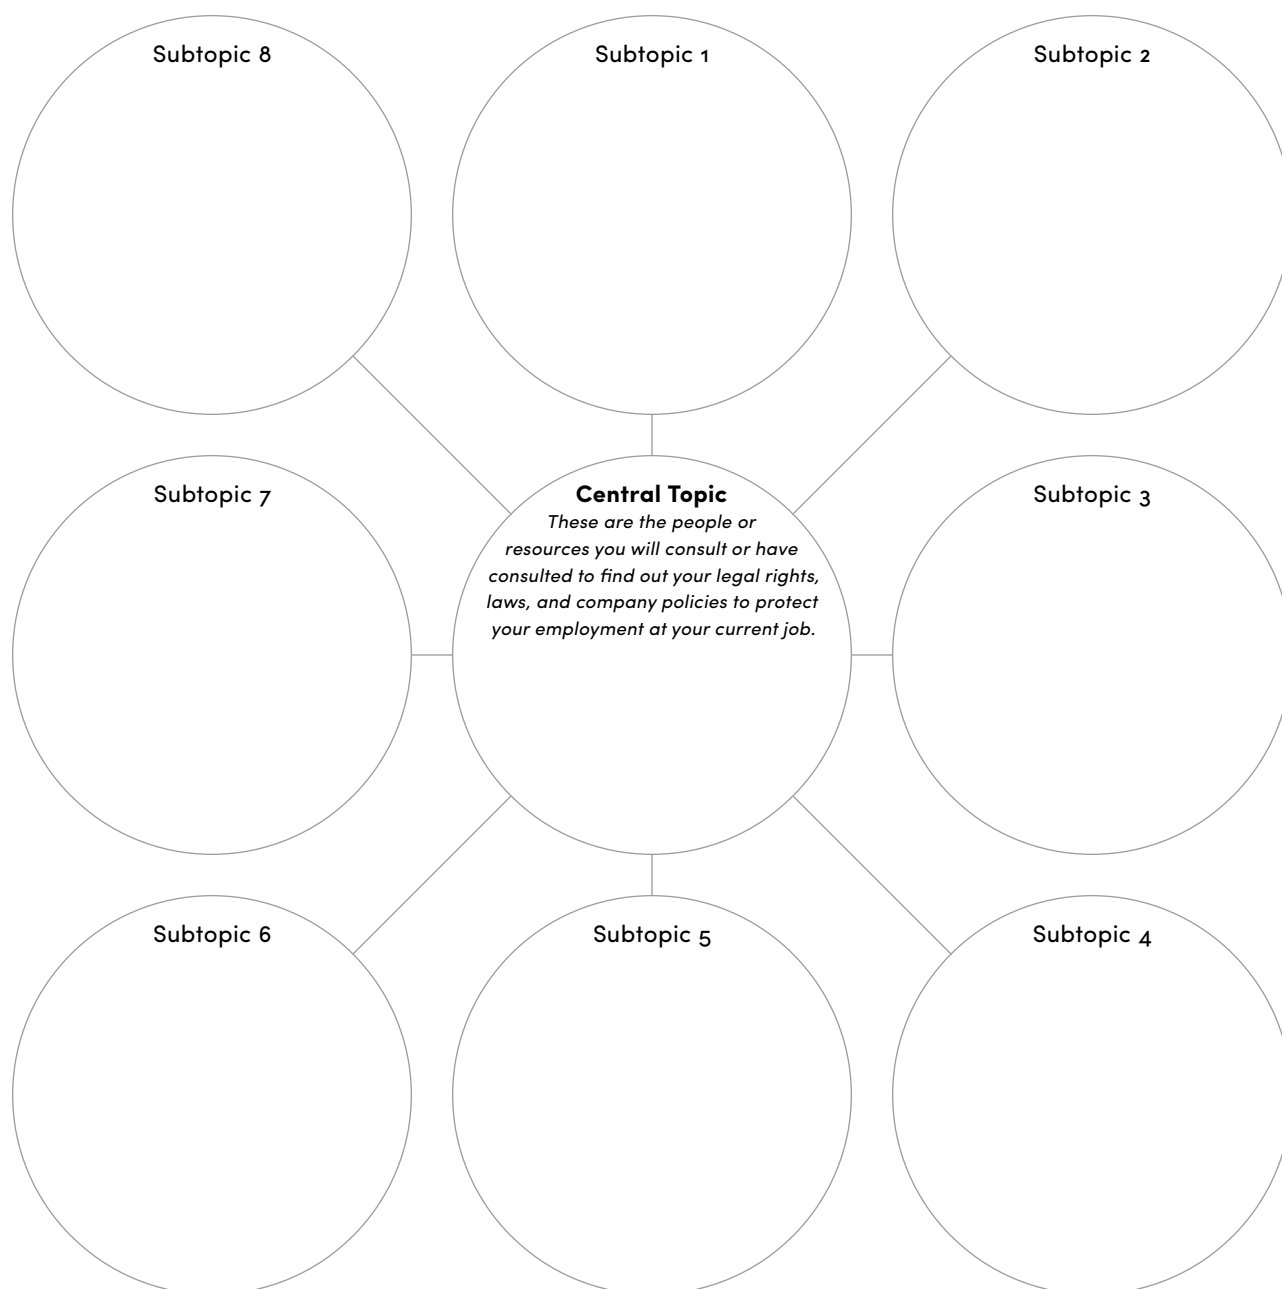 Subtopic 8
Subtopic 1
Subtopic 2
Subtopic 7
Central Topic
These are the people or
resources you will consult or have
consulted to find out your legal rights,
laws, and company policies to protect
your employment at your current job.
Subtopic 3
Subtopic 6
Subtopic 5
Subtopic 4